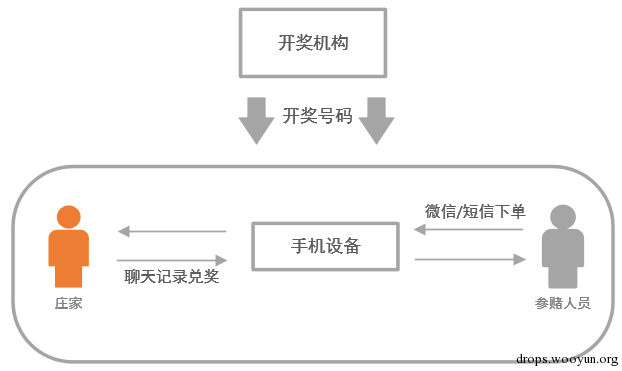 开奖机构
开奖号码
微信/短信下单
手机设备
聊天记录兑奖
庄家
参赌人员
drops.wooyun.org